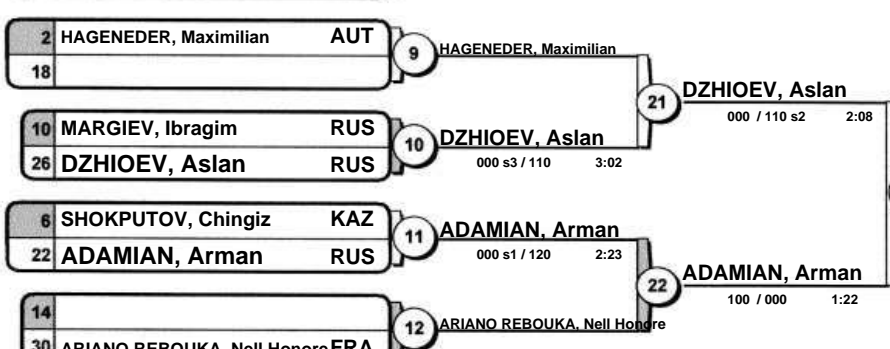 2 HAGENEDER, Maximilian AUT
18
9
HAGENEDER, Maximilian
21
DZHIOEV, Aslan
000 / 110 s2 2:08
10 MARGIEV, Ibragim RUS
26 DZHIOEV, Aslan RUS
10
DZHIOEV, Aslan
000 s3 / 110 3:02
6 SHOKPUTOV, Chingiz KAZ
22 ADAMIAN, Arman RUS
11
ADAMIAN, Arman
000 s1 / 120 2:23
22
ADAMIAN, Arman
100 / 000 1:22
14
30 ARIANO REBOUKA, Nell Honore FRA
12
ARIANO REBOUKA, Nell Honore